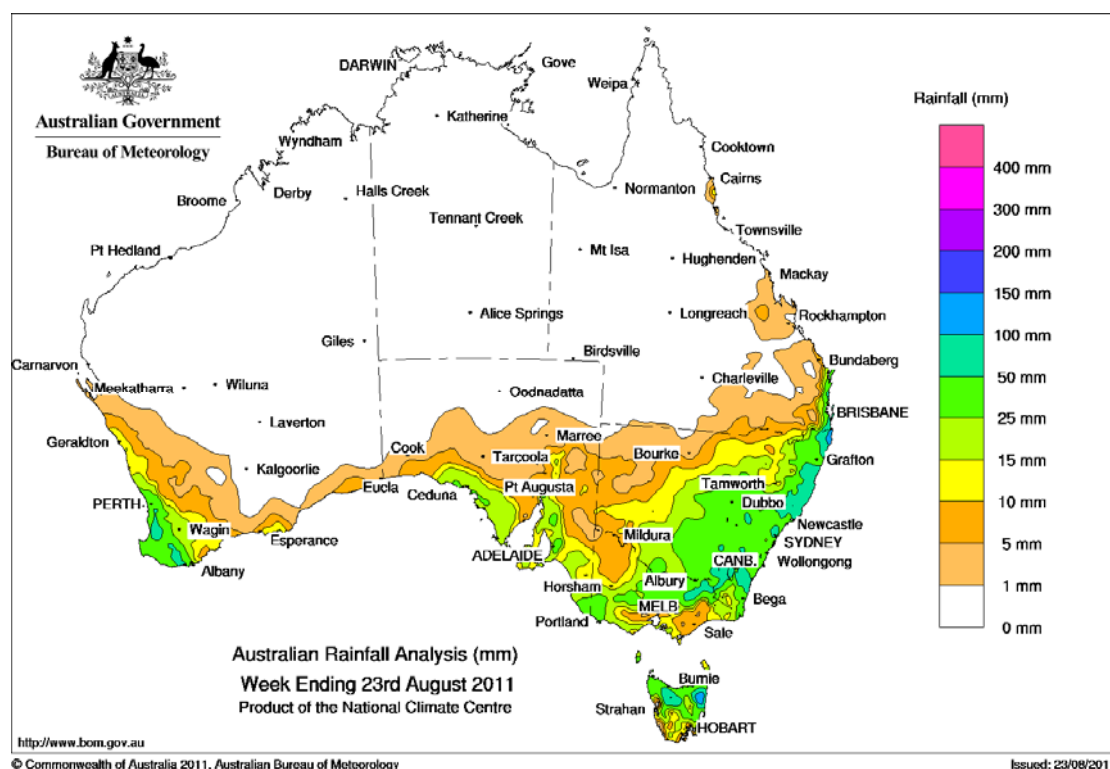 Australian Government
Bureau of Meteorology
DARWIN
Gove
Weipa
Katherine
Wyndham
Cooktown
Cairns
Derby
Halls Creek
Normanton
Broome
Tennant Creek
Townsville
Pt Hedland
Mt Isa
Hughenden
Mackay
Alice Springs
Longreach
Rockhampton
Giles
Birdsville
Carnarvon
Bundaberg
Meekatharra
Wiluna
Oodnadatta
Charleville
BRISBANE
Laverton
Geraldton
Marree
Cook
Tarcoola
Bourke
Grafton
Kalgoorlie
Eucla
Ceduna
Pt Augusta
Tamworth
PERTH
Dubbo
Wagin
Esperance
Mildura
Newcastle
SYDNEY
ADELAIDE
Albany
CANB.
Wollongong
Horsham
Albury
Bega
MELB
Portland
Sale
Burnie
Strahan
HOBART
Rainfall (mm)
400 mm
300 mm
200 mm
150 mm
100 mm
50 mm
25 mm
15 mm
10 mm
5 mm
1 mm
0 mm
Australian Rainfall Analysis (mm)
Week Ending 23rd August 2011
Product of the National Climate Centre
http://www.bom.gov.au
© Commonwealth of Australia 2011, Australian Bureau of Meteorology
Issued: 23/08/201